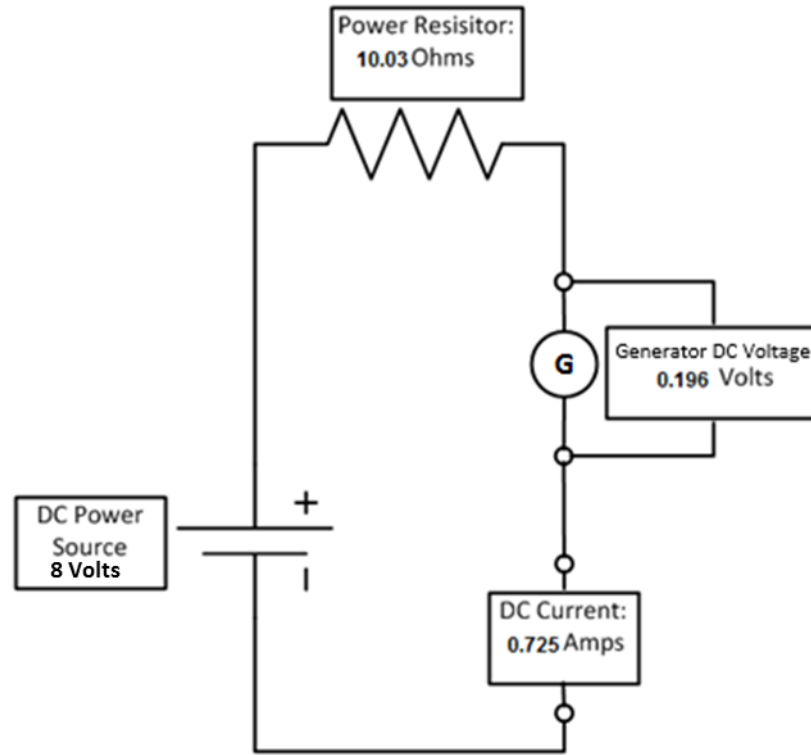 Power Resisitor:
10.03 Ohms
G
Generator DC Voltage
0.196 Volts
+
DC Power
Source
8 Volts
DC Current:
0.725 Amps